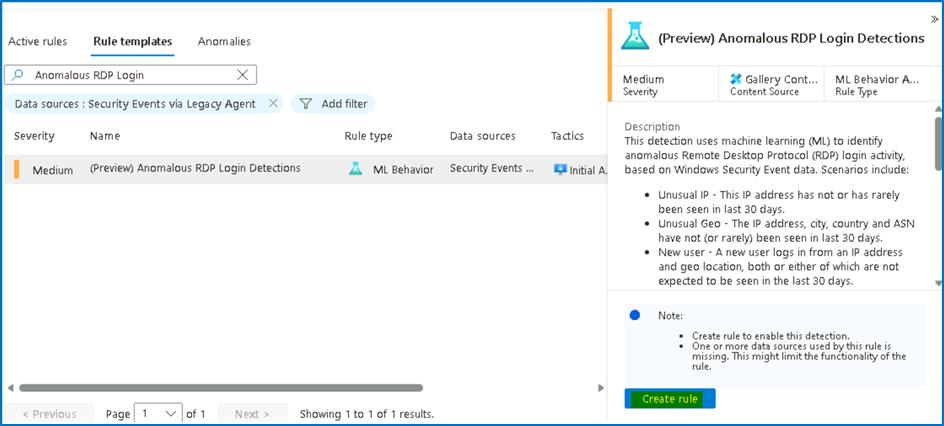 Active rules Rule templates Anomalies
Anomalous RDP Login
Data sources : Security Events via Legacy Agent Add filter
Severity Name Rule type Data sources Tactics
Medium (Preview) Anomalous RDP Login Detections ML Behavior Security Events ... Initial A.
< Previous Page 1 of 1 Next > Showing 1 to 1 of 1 results.
(Preview) Anomalous RDP Login Detections
Medium Gallery Cont... ML Behavior A...
Severity Content Source Rule Type
Description
This detection uses machine learning (ML) to identify
anomalous Remote Desktop Protocol (RDP) login activity,
based on Windows Security Event data. Scenarios include:
• Unusual IP - This IP address has not or has rarely
been seen in last 30 days.
• Unusual Geo - The IP address, city, country and ASN
have not (or rarely) been seen in last 30 days.
• New user - A new user logs in from an IP address
and geo location, both or either of which are not
expected to be seen in the last 30 days.
Note:
• Create rule to enable this detection.
• One or more data sources used by this rule is
missing. This might limit the functionality of the
rule.
Create rule